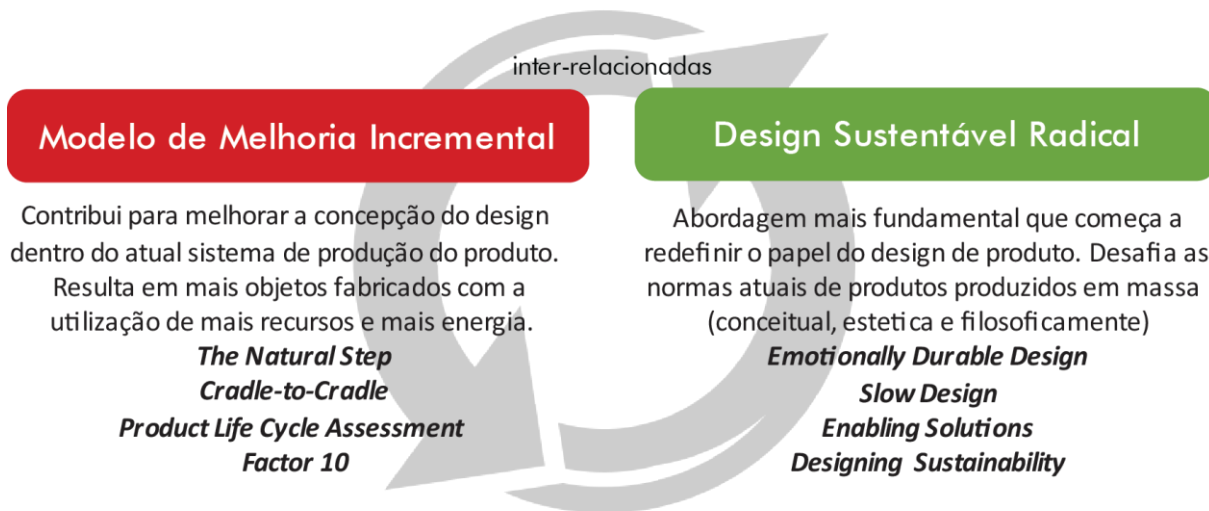 inter-relacionadas
Modelo de Melhoria Incremental
Contribui para melhorar a concepção do design
dentro do atual sistema de produção do produto.
Resulta em mais objetos fabricados com a
utilização de mais recursos e mais energia.
The Natural Step
Cradle-to-Cradle
Product Life Cycle Assessment
Factor 10
Design Sustentável Radical
Abordagem mais fundamental que começa a
redefinir o papel do design de produto. Desafia as
normas atuais de produtos produzidos em massa
(conceitual, estetica e filosoficamente)
Emotionally Durable Design
Slow Design
Enabling Solutions
Designing Sustainability